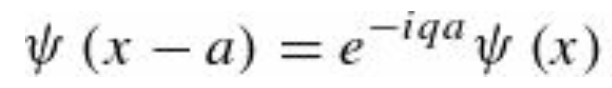 ψ (x − a) = e^{−iqa} ψ (x)